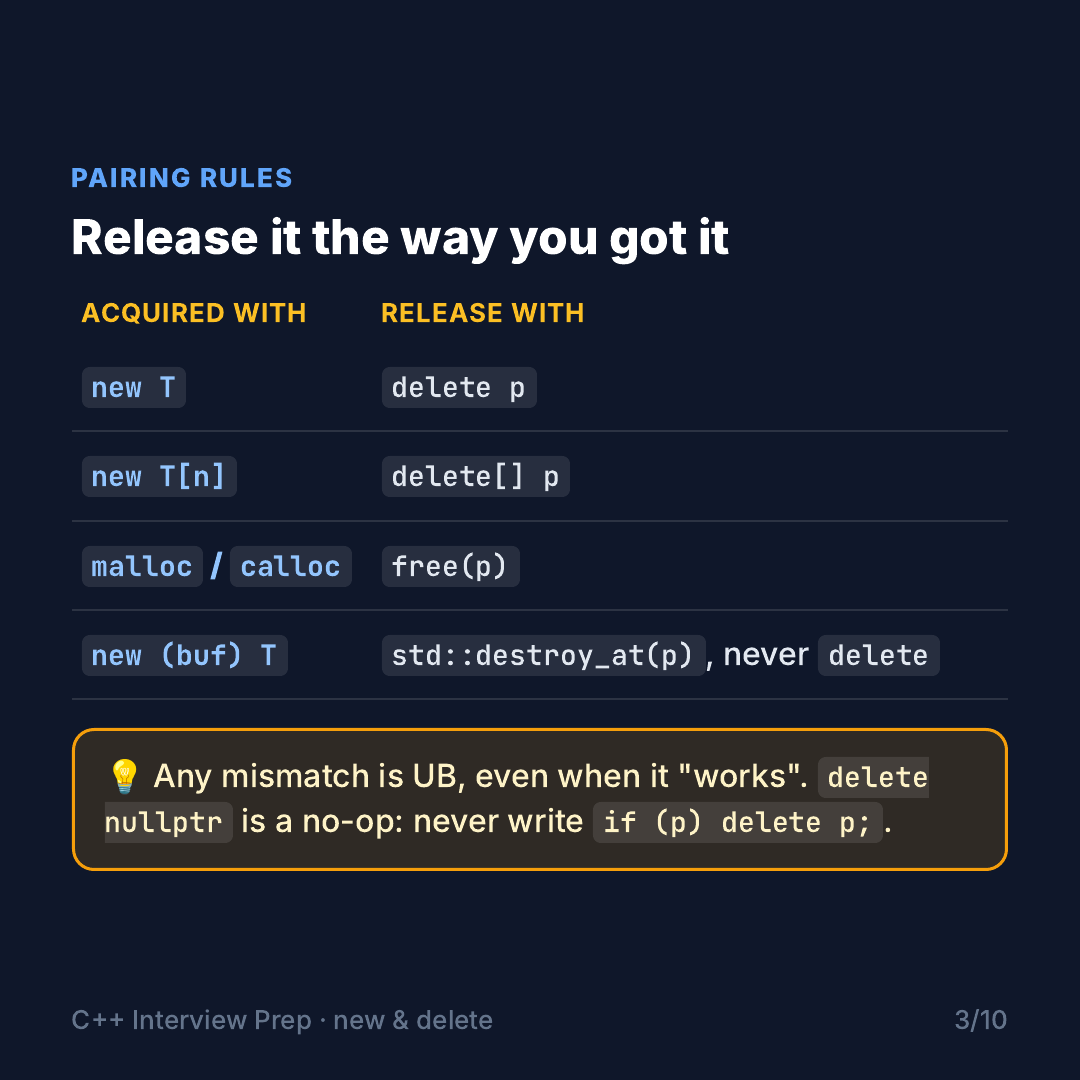 PAIRING RULES
Release it the way you got it
ACQUIRED WITH RELEASE WITH
new T delete p
new T[n] delete[] p
malloc / calloc free(p)
new (buf) T std::destroy_at(p) , never delete
💡 Any mismatch is UB, even when it "works". delete
nullptr is a no-op: never write if (p) delete p; .
C++ Interview Prep · new & delete 3/10